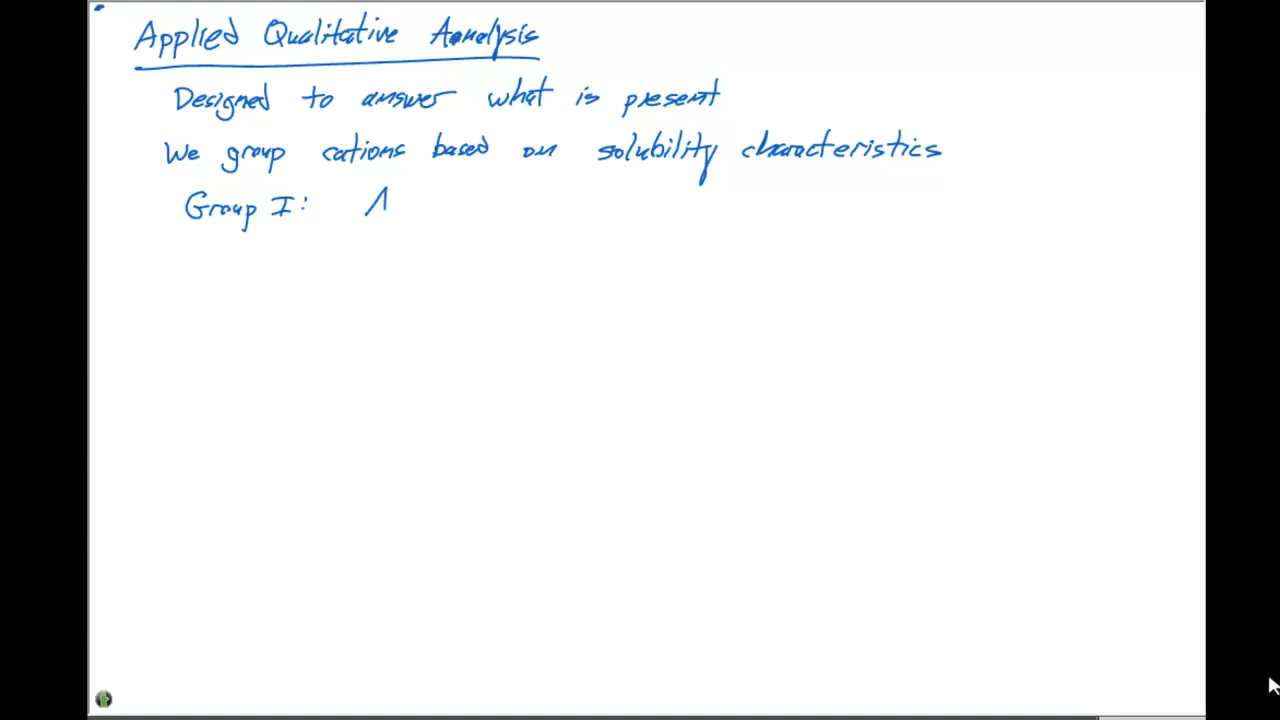 Applied Qualitative Analysis
Designed to answer what is present
We group cations based on solubility characteristics
Group I: